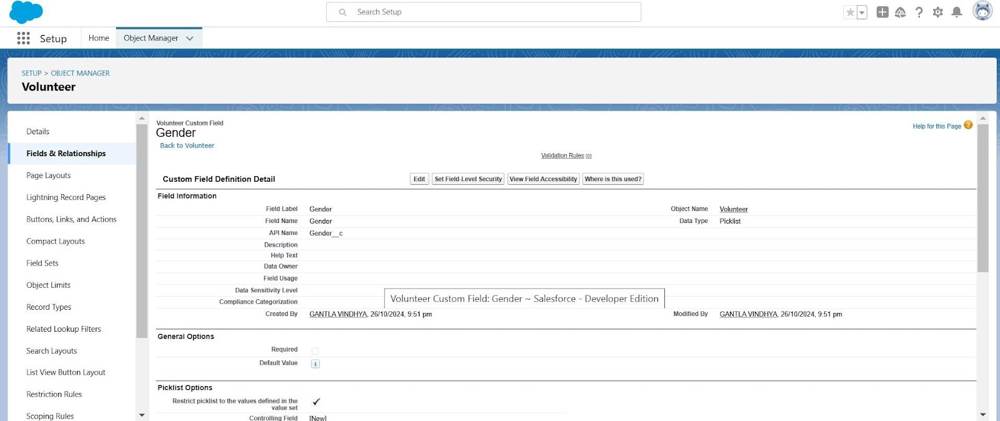 Search Setup
Setup
Home
Object Manager
SETUP > OBJECT MANAGER
Volunteer
Details
Fields & Relationships
Page Layouts
Lightning Record Pages
Buttons, Links, and Actions
Compact Layouts
Field Sets
Object Limits
Record Types
Related Lookup Filters
Search Layouts
List View Button Layout
Restriction Rules
Scoping Rules
Volunteer Custom Field
Gender
Back to Volunteer
Help for this Page
Validation Rules [0]
Custom Field Definition Detail
Edit
Set Field-Level Security
View Field Accessibility
Where is this used?
Field Information
Field Label Gender Object Name Volunteer
Field Name Gender Data Type Picklist
API Name Gender__c
Description
Help Text
Data Owner
Field Usage
Data Sensitivity Level
Compliance Categorization
Volunteer Custom Field: Gender ~ Salesforce - Developer Edition
Created By GANTLA VINDHYA, 26/10/2024, 9:51 pm Modified By GANTLA VINDHYA, 26/10/2024, 9:51 pm
General Options
Required
Default Value
Picklist Options
Restrict picklist to the values defined in the
value set
Controlling Field [New]